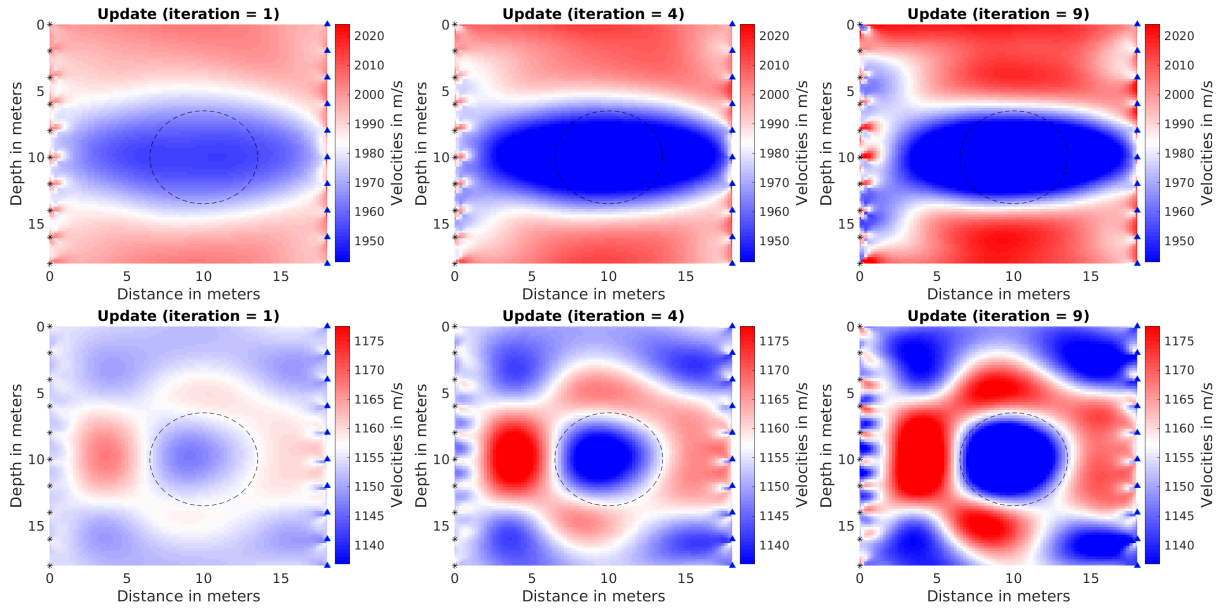 Update (iteration = 1)
Update (iteration = 4)
Update (iteration = 9)
0
5
10
15
Depth in meters
2020
2010
2000
1990
1980
1970
1960
1950
Velocities in m/s
0
5
10
15
Depth in meters
2020
2010
2000
1990
1980
1970
1960
1950
Velocities in m/s
0
5
10
15
Depth in meters
2020
2010
2000
1990
1980
1970
1960
1950
Velocities in m/s
0 5 10 15
0 5 10 15
0 5 10 15
Distance in meters
Distance in meters
Distance in meters
Update (iteration = 1)
Update (iteration = 4)
Update (iteration = 9)
0
5
10
15
Depth in meters
1175
1170
1165
1160
1155
1150
1145
1140
Velocities in m/s
0
5
10
15
Depth in meters
1175
1170
1165
1160
1155
1150
1145
1140
Velocities in m/s
0
5
10
15
Depth in meters
1175
1170
1165
1160
1155
1150
1145
1140
Velocities in m/s
0 5 10 15
0 5 10 15
0 5 10 15
Distance in meters
Distance in meters
Distance in meters